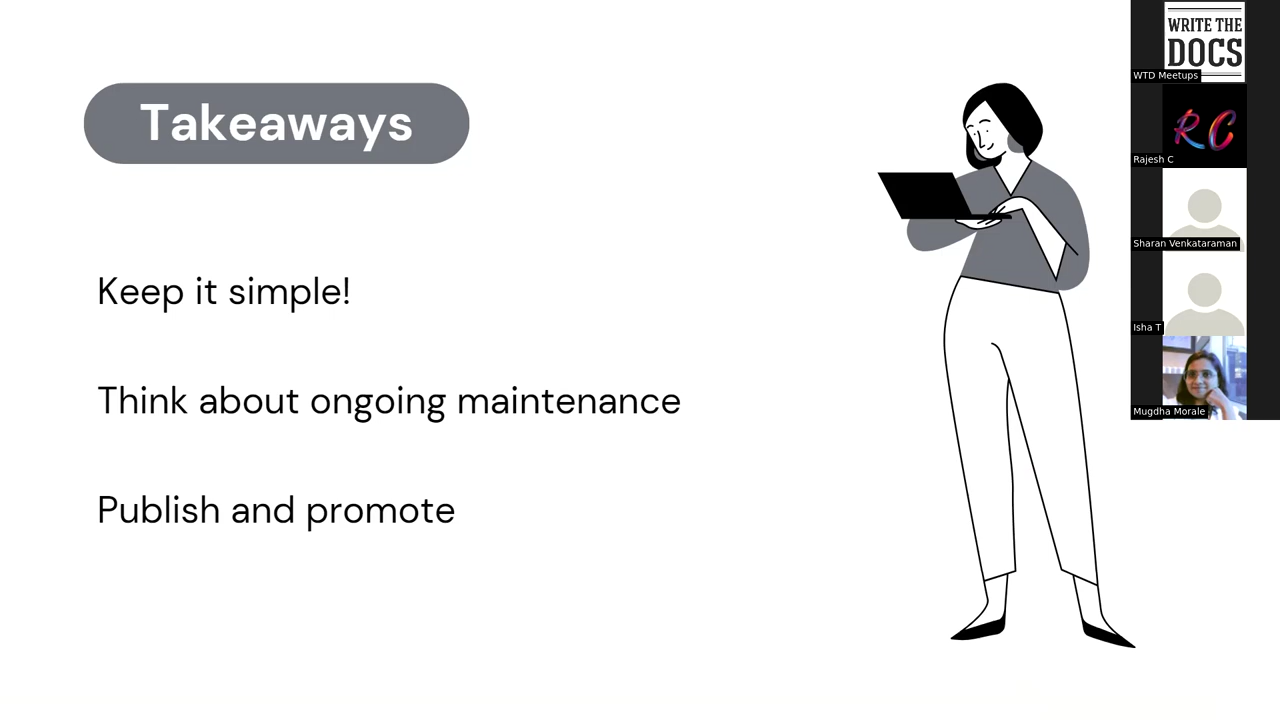 Takeaways
Keep it simple!
Think about ongoing maintenance
Publish and promote
WRITE THE
DOCS
WTD Meetups
RC
Rajesh C
Sharan Venkataraman
Isha T
Mugdha Morale